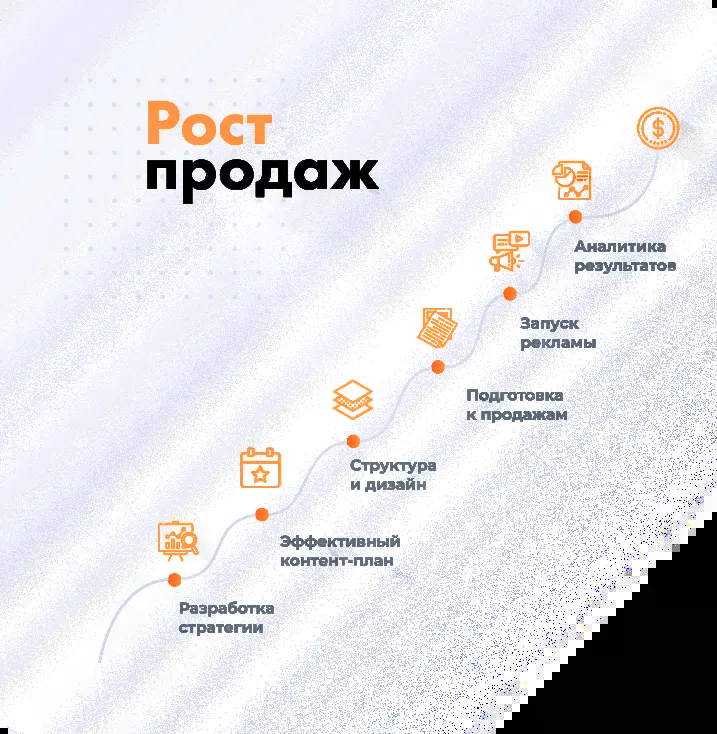 Рост
продаж
Аналитика
результатов
Запуск
рекламы
Подготовка
к продажам
Структура
и дизайн
Эффективный
контент-план
Разработка
стратегии
$